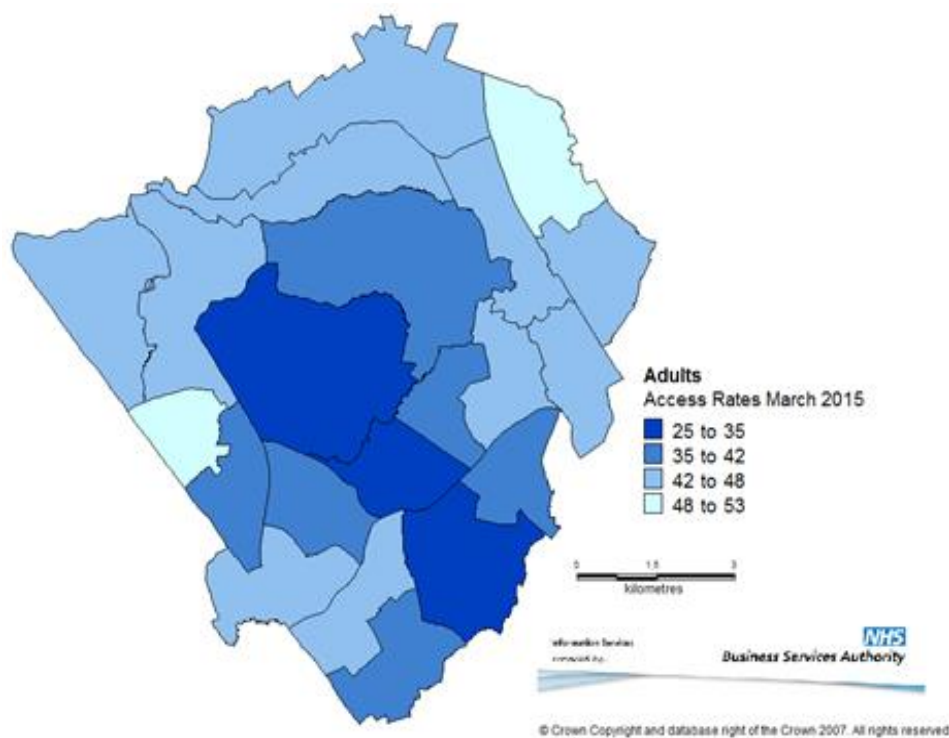 Adults
Access Rates March 2015
25 to 35
35 to 42
42 to 48
48 to 53
0 1.5 3
kilometres
Information Services
NHS
Business Services Authority
© Crown Copyright and database right of the Crown 2007. All rights reserved